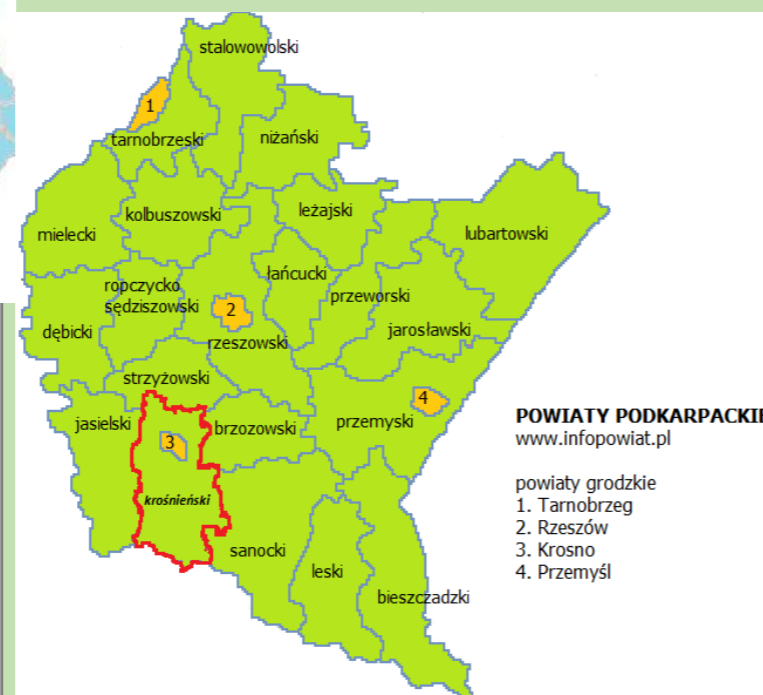 stalowowolski
1
tarnobrzeski
niżański
kolbuszowski
leżajski
mielecki
lubartowski
łańcucki
ropczycko
sędziszowski
przeworski
2
dębicki
rzeszowski
jarosławski
strzyżowski
4
jasielski
brzozowski
przemyski
3
krośnieński
sanocki
leski
bieszczadzki
POWIATY PODKARPACKIE
www.infopowiat.pl
powiaty grodzkie
1. Tarnobrzeg
2. Rzeszów
3. Krosno
4. Przemyśl